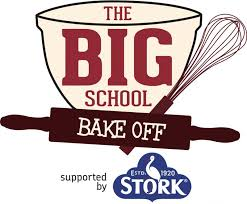 THE
BIG
SCHOOL
BAKE OFF
supported
by
ESTD 1920
STORK®